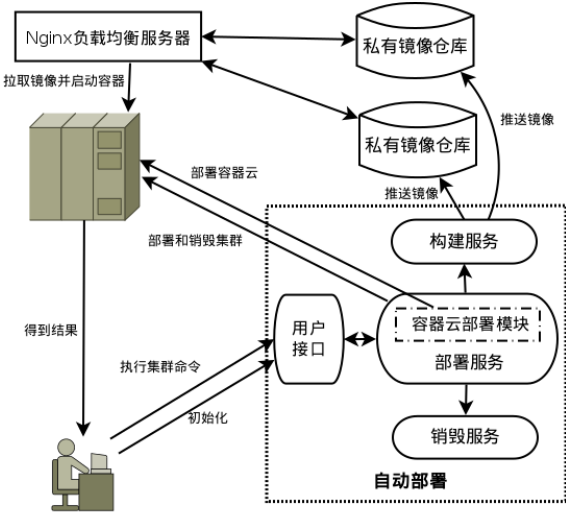 Nginx负载均衡服务器
私有镜像仓库
拉取镜像并启动容器
推送镜像
私有镜像仓库
部署容器云
推送镜像
部署和销毁集群
构建服务
得到结果
用户
接口
容器云部署模块
部署服务
执行集群命令
初始化
销毁服务
自动部署